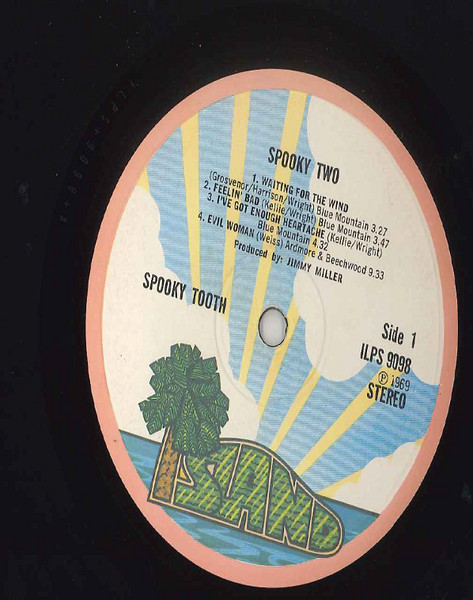 SPOOKY TWO
1. WAITING FOR THE WIND
(Grosvenor/Harrison/Wright) Blue Mountain 3.27
2. FEELIN' BAD (Kellie/Wright) Blue Mountain 3.47
3. I'VE GOT ENOUGH HEARTACHE (Kellie/Wright)
Blue Mountain 4.32
4. EVIL WOMAN (Weiss) Ardmore & Beechwood 9.33
Produced by: JIMMY MILLER
SPOOKY TOOTH
Side 1
ILPS 9098
Ⓟ 1969
STEREO
ISLAND